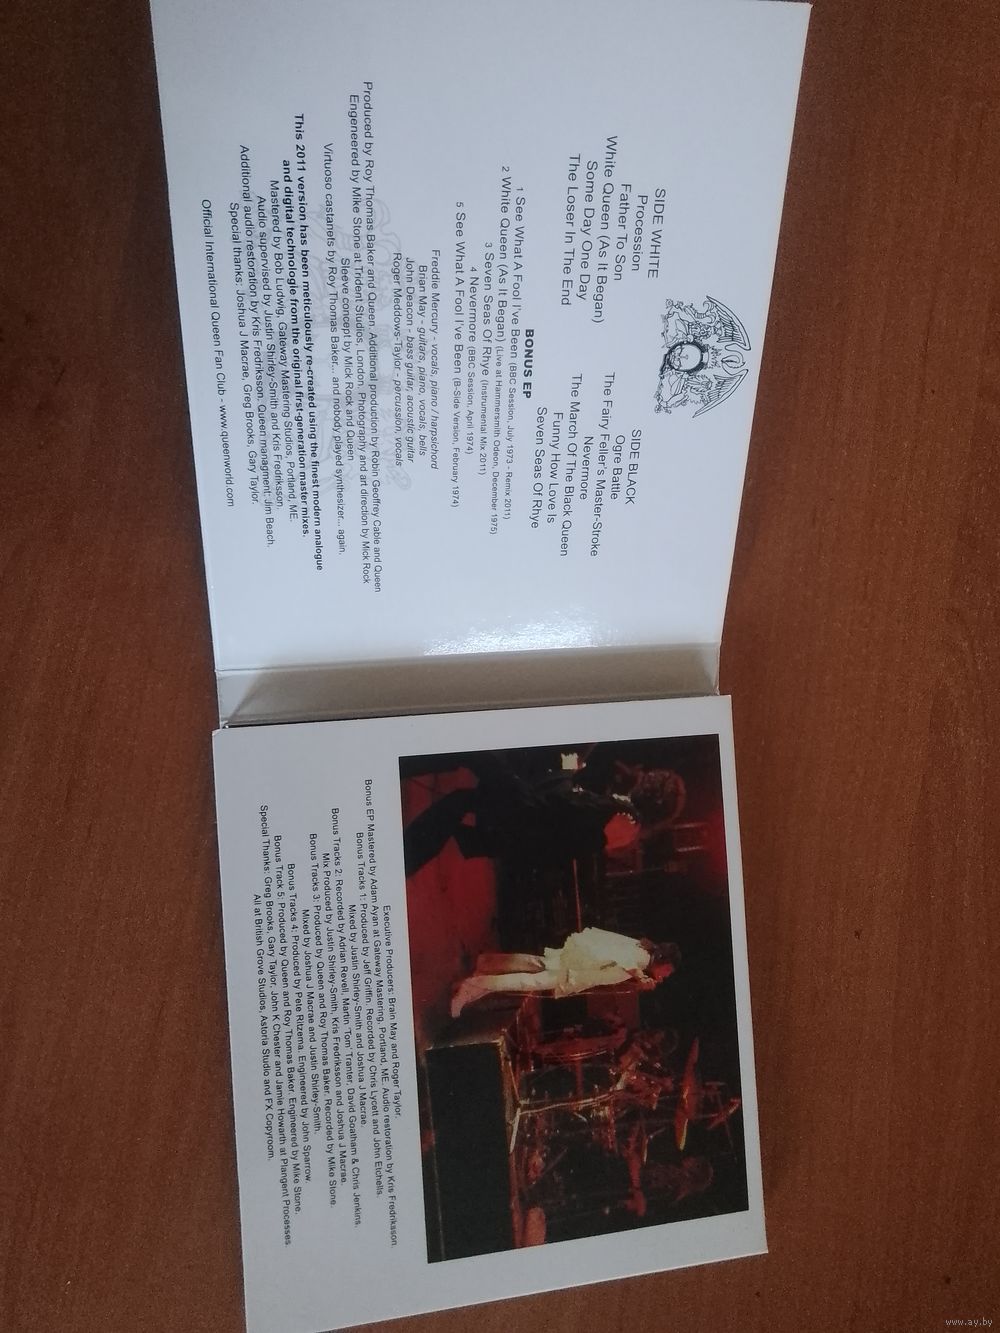 SIDE WHITE
Procession
Father To Son
White Queen (As It Began)
Some Day One Day
The Loser In The End
SIDE BLACK
Ogre Battle
The Fairy Feller's Master-Stroke
Nevermore
The March Of The Black Queen
Funny How Love Is
Seven Seas Of Rhye
BONUS EP
1 See What A Fool I've Been (BBC Session, July 1973 - Remix 2011)
2 White Queen (As It Began) (Live at Hammersmith Odeon, December 1975)
3 Seven Seas Of Rhye (Instrumental Mix 2011)
4 Nevermore (BBC Session, April 1974)
5 See What A Fool I've Been (B-Side Version, February 1974)
Freddie Mercury - vocals, piano / harpsichord
Brian May - guitars, piano, vocals, bells
John Deacon - bass guitar, acoustic guitar
Roger Meddows-Taylor - percussion, vocals
Produced by Roy Thomas Baker and Queen. Additional production by Robin Geoffrey Cable and Queen
Engeneered by Mike Stone at Trident Studios, London. Photography and art direction by Mick Rock
Sleeve concept by Mick Rock and Queen
Virtuoso castanets by Roy Thomas Baker... and nobody played synthesizer... again.
This 2011 version has been meticulously re-created using the finest modern analogue
and digital technologie from the original first-generation master mixes.
Mastered by Bob Ludwig, Gateway Mastering Studios, Portland, ME.
Audio supervised by Justin Shirley-Smith and Kris Fredriksson.
Additional audio restoration by Kris Fredriksson. Queen managment: Jim Beach.
Special thanks: Joshua J Macrae, Greg Brooks, Gary Taylor.
Official International Queen Fan Club - www.queenworld.com
Executive Producers: Brain May and Roger Taylor.
Bonus EP Mastered by Adam Ayan at Gateway Mastering, Portland, ME. Audio restoration by Kris Fredriksson.
Bonus Tracks 1: Produced by Jeff Griffin. Recorded by Chris Lycett and John Etchells.
Mixed by Justin Shirley-Smith and Joshua J Macrae.
Bonus Tracks 2: Recorded by Adrian Revell, Martin 'Tom' Tranter, David Goatham & Chris Jenkins.
Mix Produced by Justin Shirley-Smith, Kris Fredriksson and Joshua J Macrae.
Bonus Tracks 3: Produced by Queen and Roy Thomas Baker. Recorded by Mike Stone.
Mixed by Joshua J Macrae and Justin Shirley-Smith.
Bonus Tracks 4: Produced by Pete Ritzema. Engineered by John Sparrow.
Bonus Track 5: Produced by Queen and Roy Thomas Baker. Engineered by Mike Stone.
Special Thanks: Greg Brooks, Gary Taylor, John K Chester and Jamie Howarth at Plangent Processes.
All at British Grove Studios, Astoria Studio and FX Copyroom.
www.ay.by